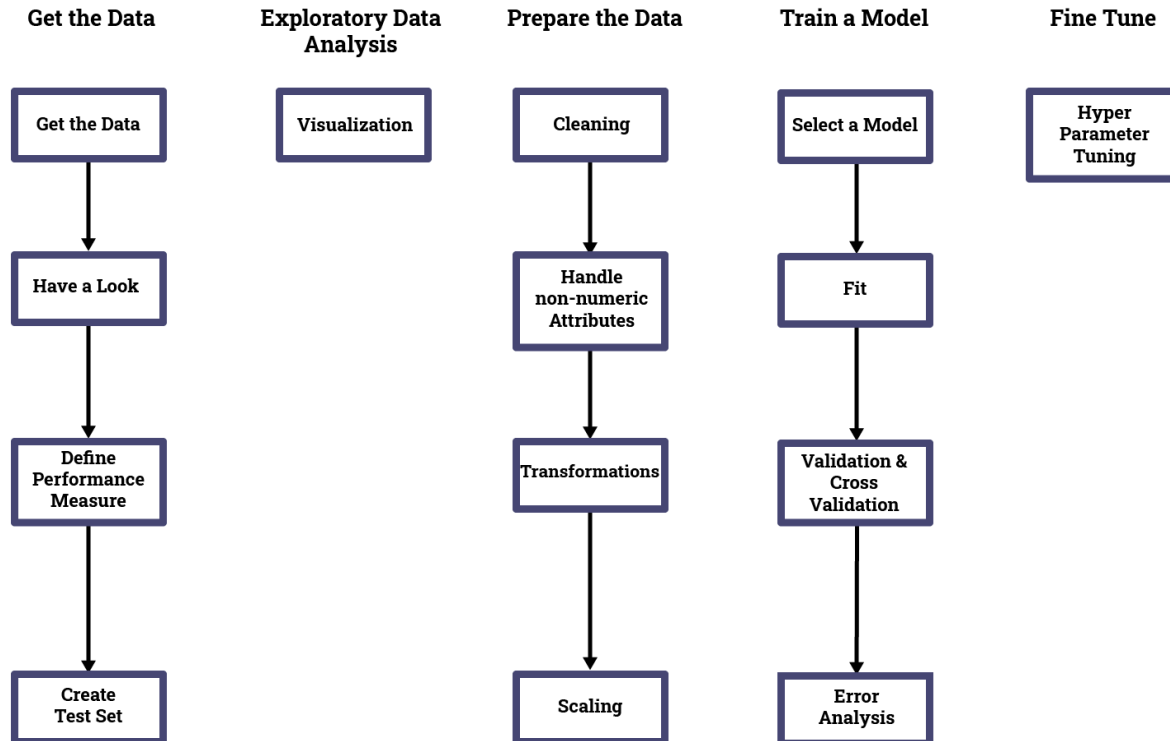 Get the Data
Exploratory Data
Analysis
Prepare the Data
Train a Model
Fine Tune
Get the Data
Have a Look
Define
Performance
Measure
Create
Test Set
Visualization
Cleaning
Handle
non-numeric
Attributes
Transformations
Scaling
Select a Model
Fit
Validation &
Cross
Validation
Error
Analysis
Hyper
Parameter
Tuning